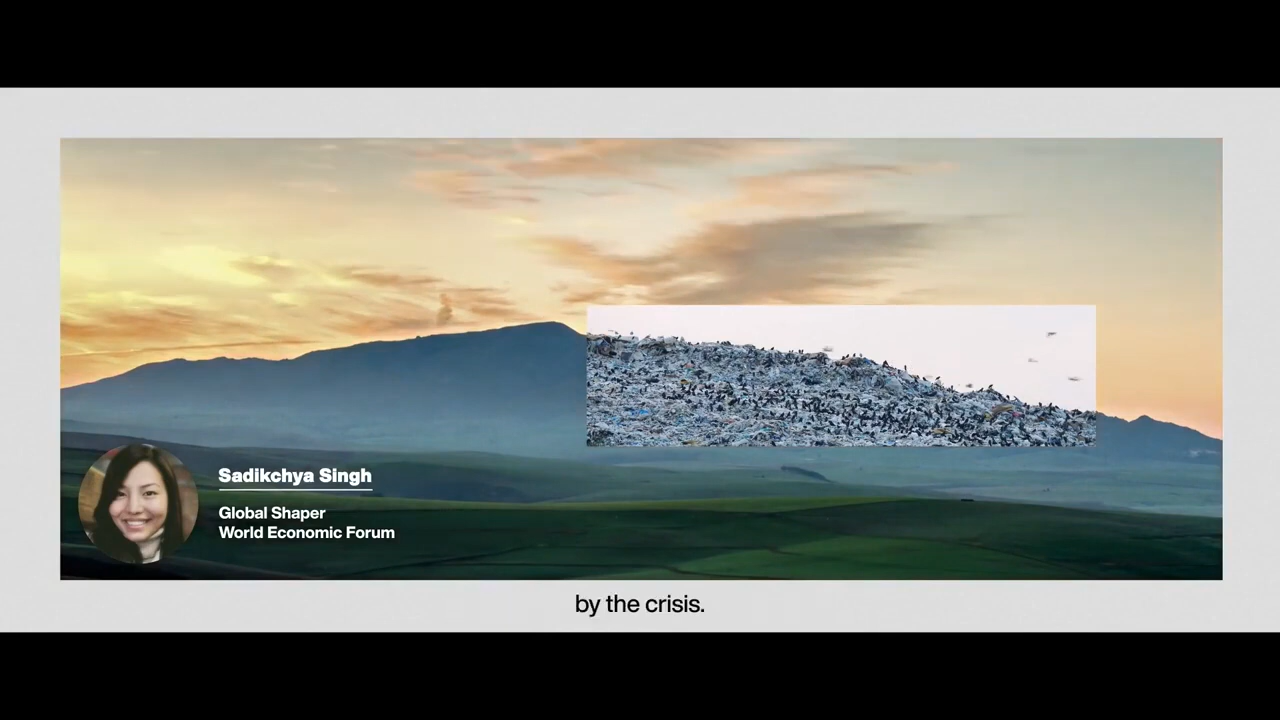 Sadikchya Singh
Global Shaper
World Economic Forum
by the crisis.